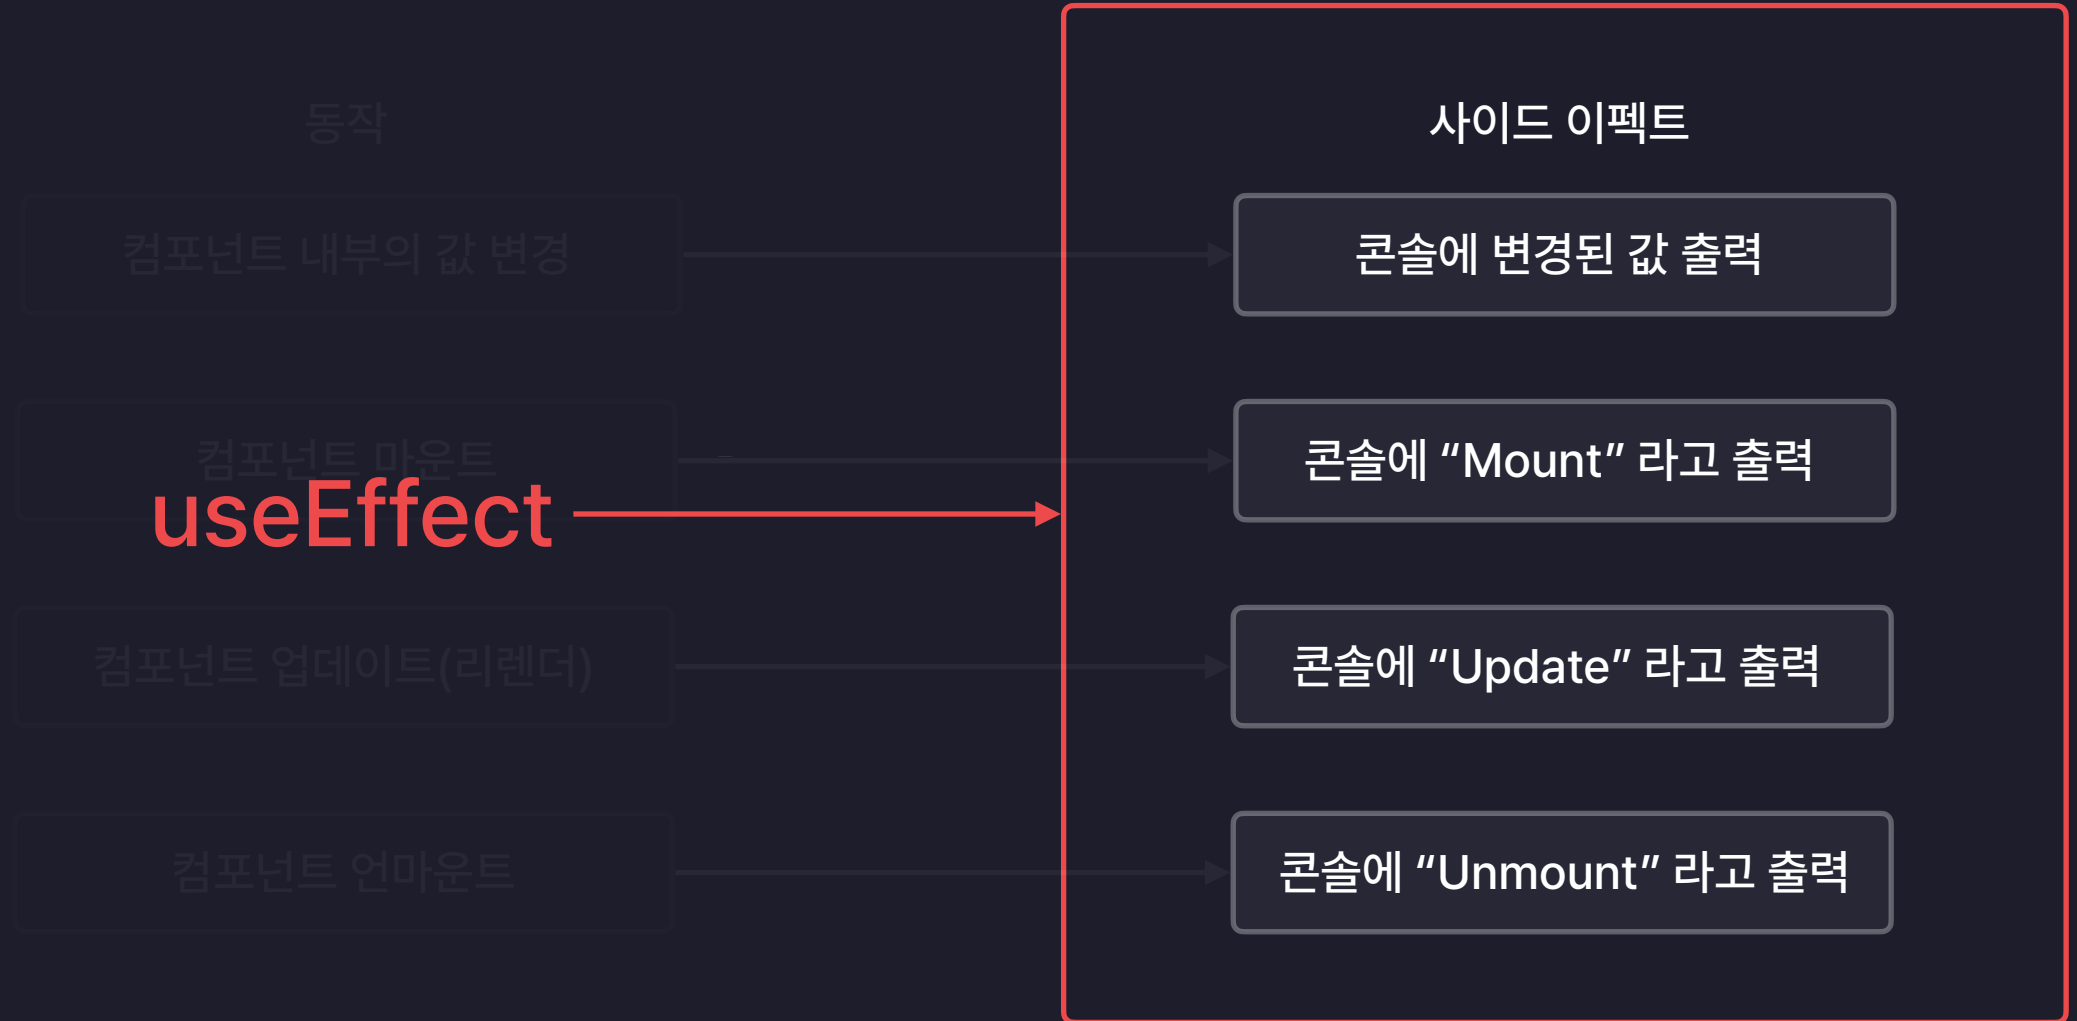 동작
사이드 이펙트
컴포넌트 내부의 값 변경
콘솔에 변경된 값 출력
컴포넌트 마운트
콘솔에 “Mount” 라고 출력
useEffect
컴포넌트 업데이트(리렌더)
콘솔에 “Update” 라고 출력
컴포넌트 언마운트
콘솔에 “Unmount” 라고 출력